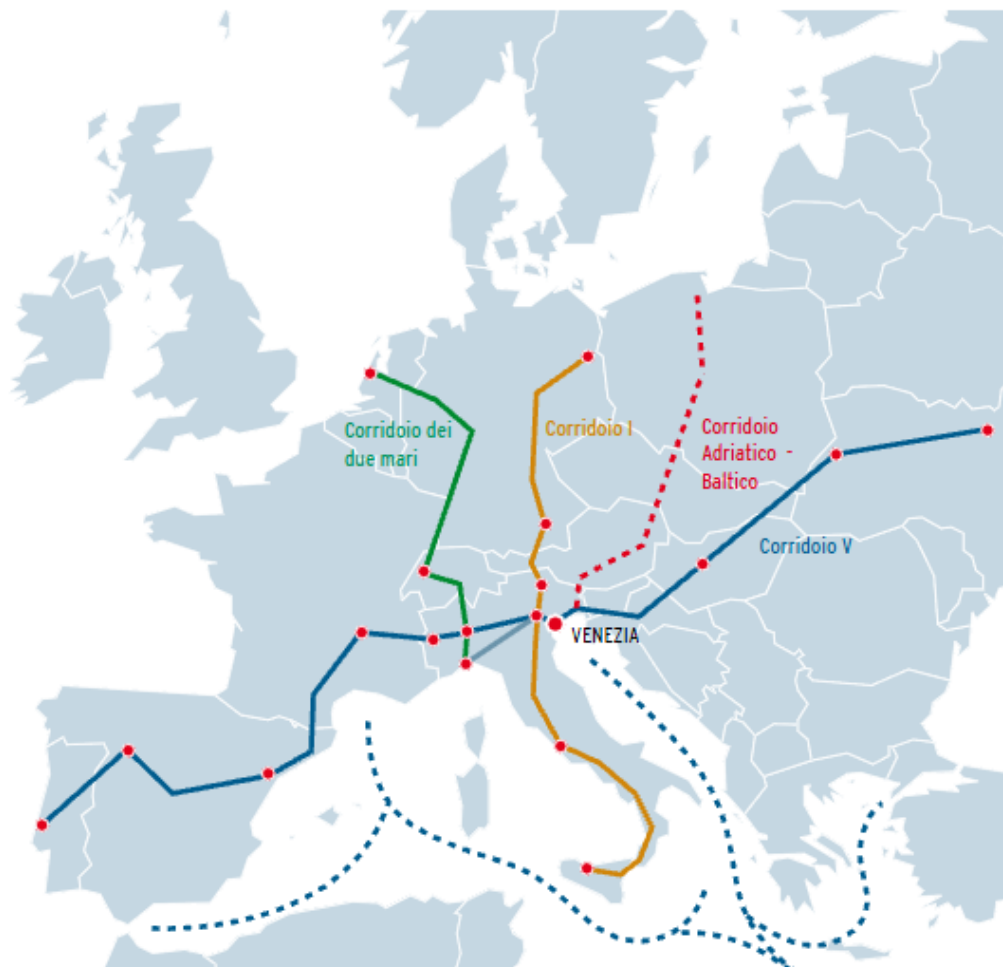 Corridoio dei
due mari
Corridoio I
Corridoio
Adriatico -
Baltico
Corridoio V
VENEZIA